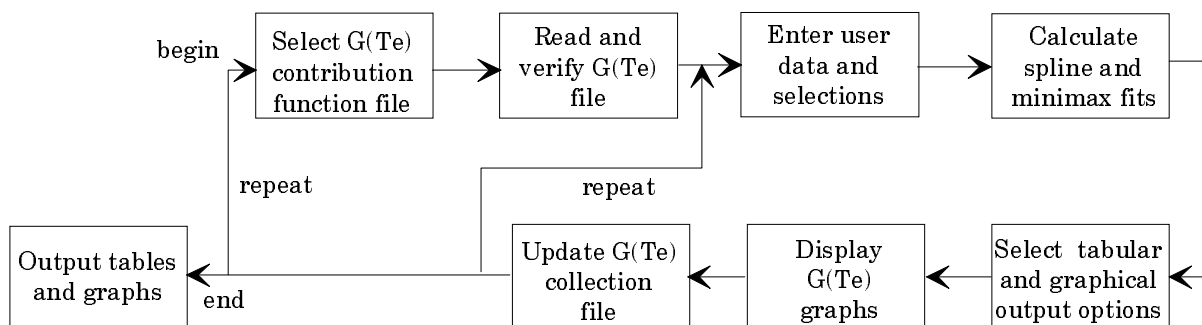 begin
Select G(Te)
contribution
function file
Read and
verify G(Te)
file
Enter user
data and
selections
Calculate
spline and
minimax fits
repeat
repeat
Output tables
and graphs
end
Update G(Te)
collection
file
Display
G(Te)
graphs
Select tabular
and graphical
output options